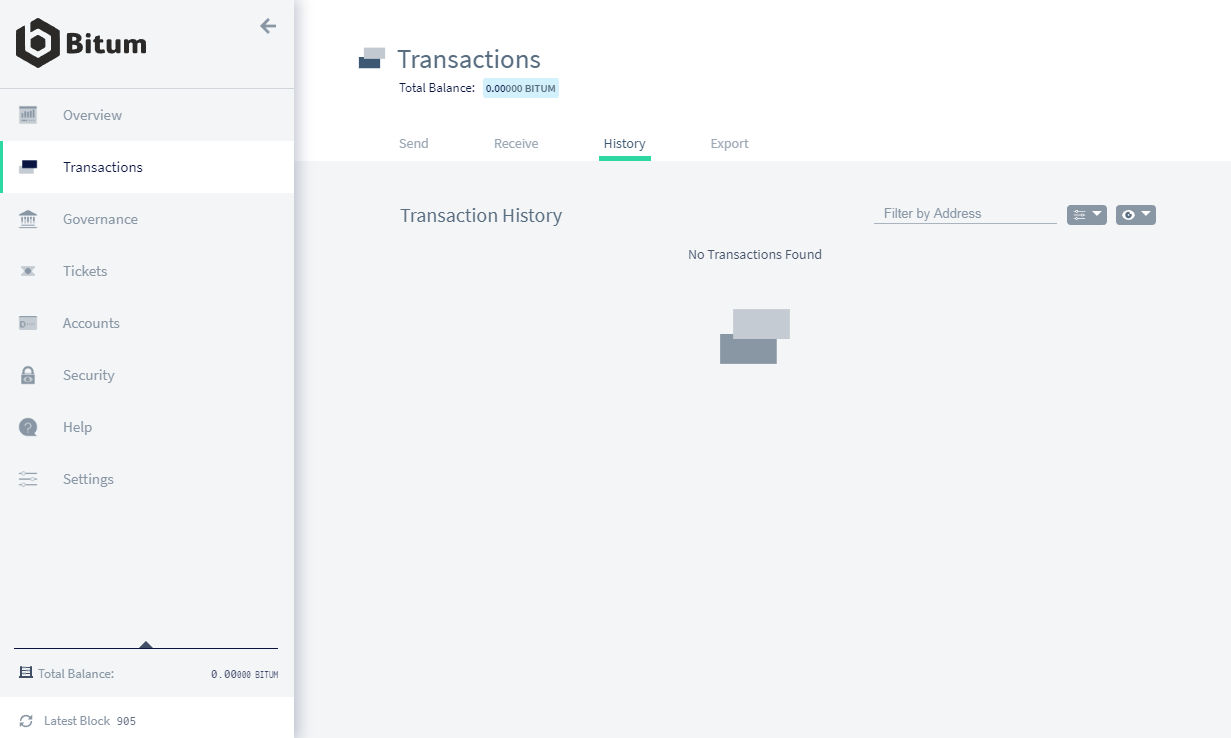 Bitum
Overview
Transactions
Governance
Tickets
Accounts
Security
Help
Settings
Total Balance: 0.00000 BITUM
Latest Block 905
Transactions
Total Balance: 0.00000 BITUM
Send Receive History Export
Transaction History
Filter by Address
No Transactions Found